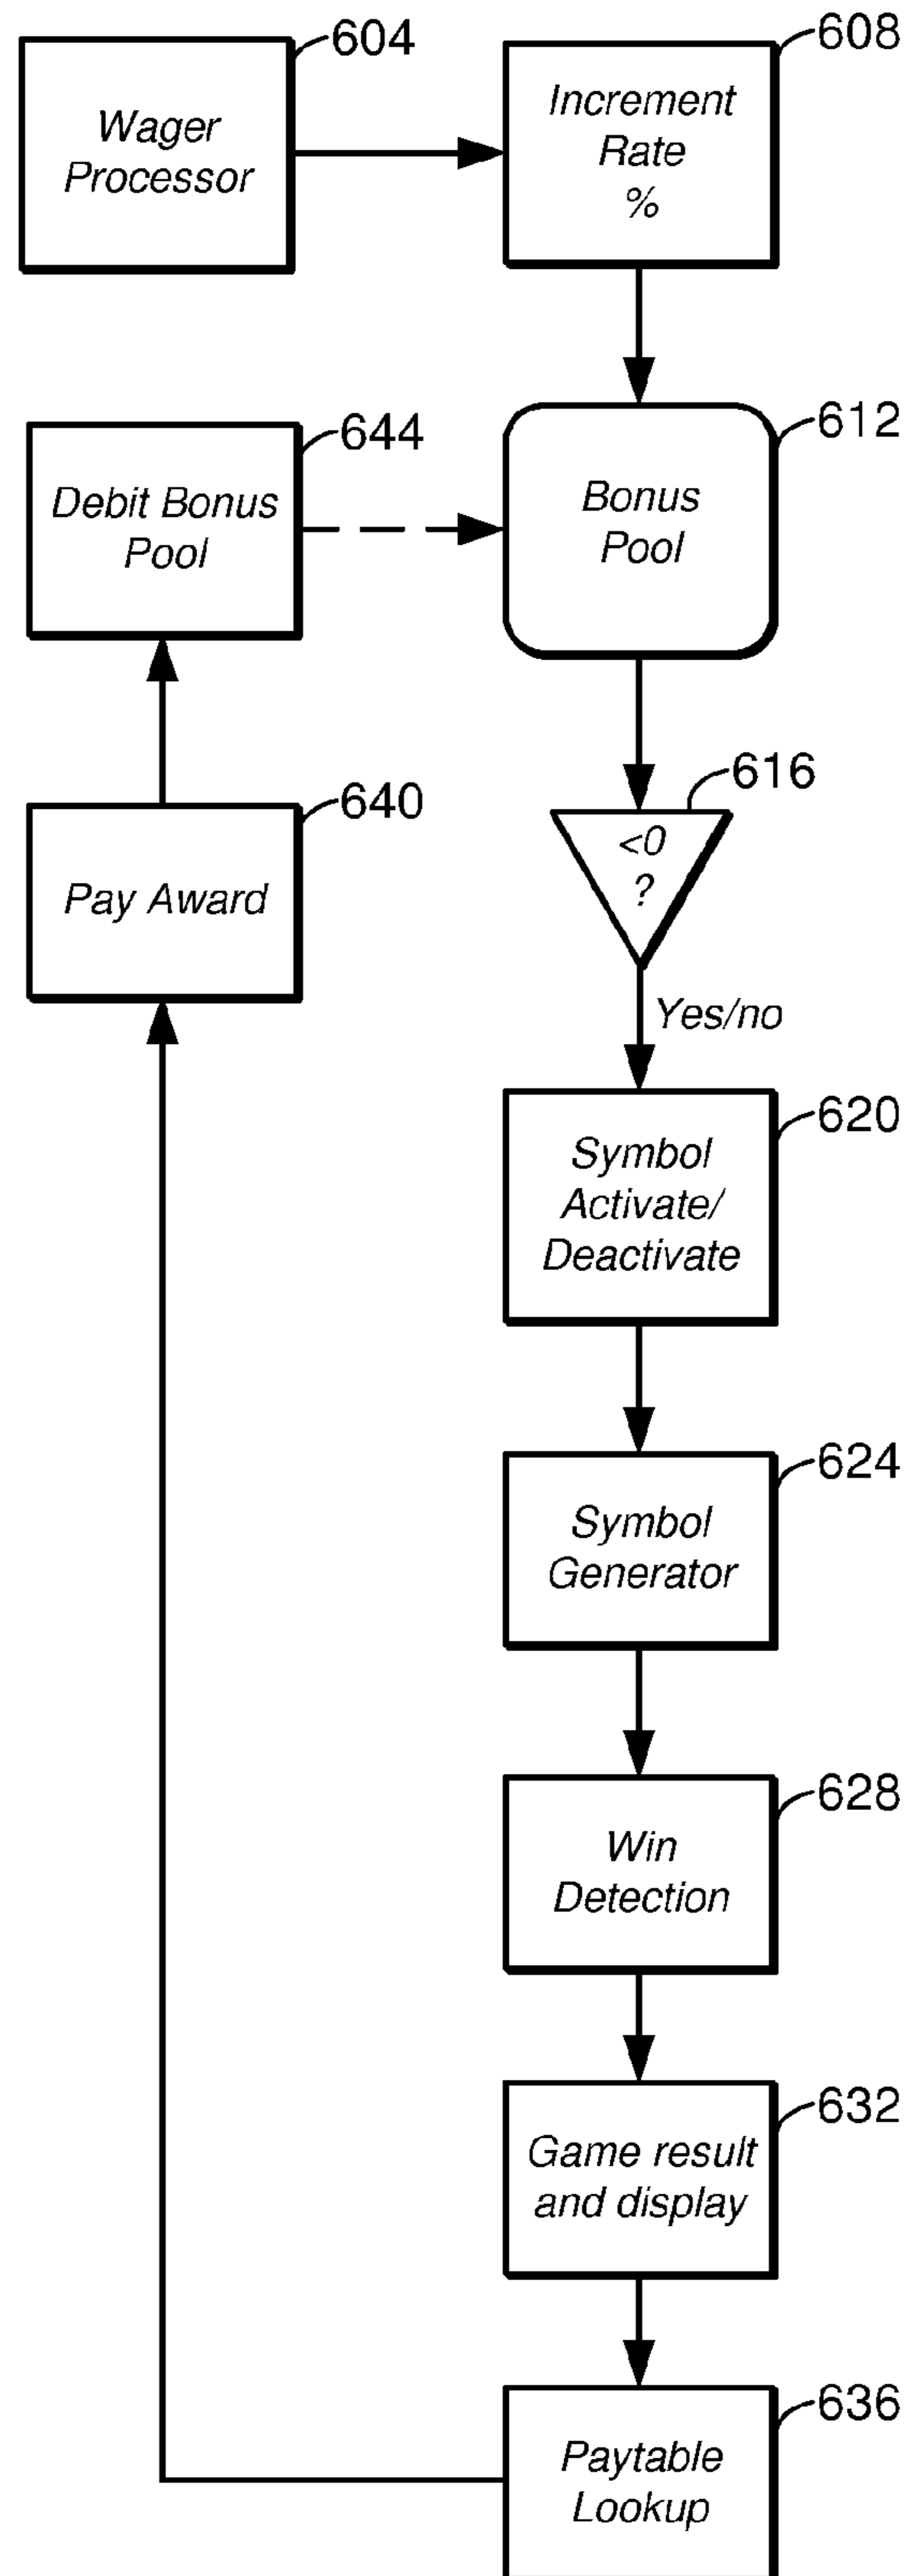 604
Wager
Processor
608
Increment
Rate
%
612
Bonus
Pool
644
Debit Bonus
Pool
616
<0
?
Yes/no
640
Pay Award
620
Symbol
Activate/
Deactivate
624
Symbol
Generator
628
Win
Detection
632
Game result
and display
636
Paytable
Lookup